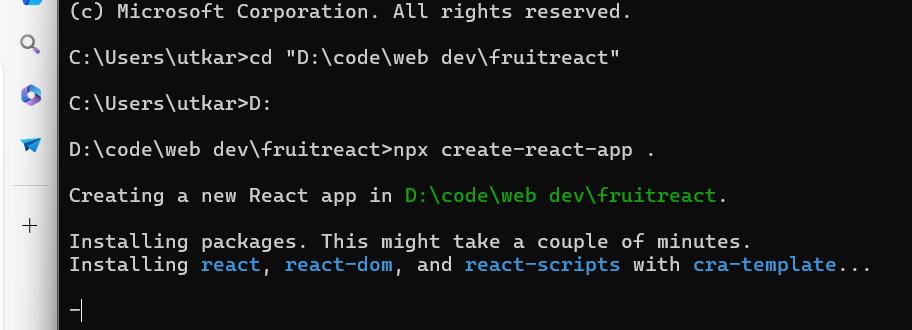 (c) Microsoft Corporation. All rights reserved.
C:\Users\utkar>cd "D:\code\web dev\fruitreact"
C:\Users\utkar>D:
D:\code\web dev\fruitreact>npx create-react-app .
Creating a new React app in D:\code\web dev\fruitreact.
Installing packages. This might take a couple of minutes.
Installing react, react-dom, and react-scripts with cra-template...
-